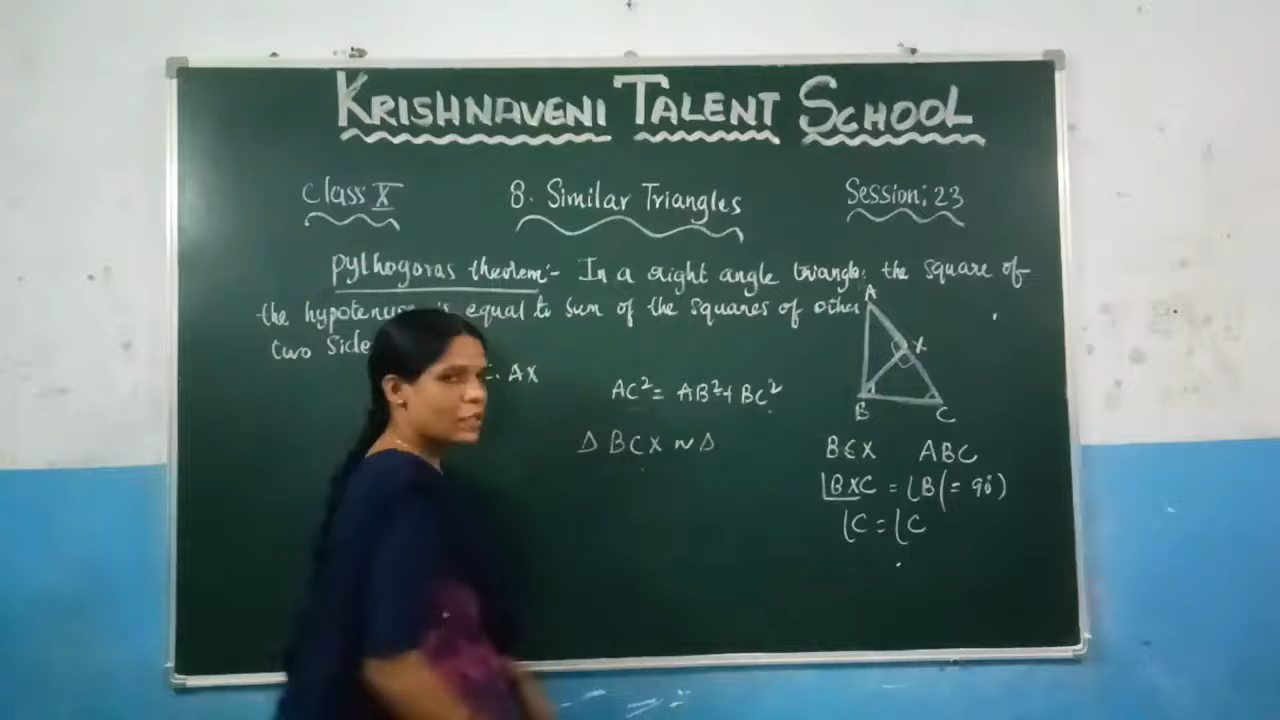 KRISHNAVENI TALENT SCHOOL
Class X 8. Similar Triangles Session: 23
Pythogoras theorem:- In a right angle triangle the square of
the hypotenuse is equal to sum of the squares of other
two side
A
X
B C
AX
AC² = AB² + BC²
Δ BCX ~ Δ
BCX ABC
∟BXC = ∟B (= 90)
∟C = ∟C